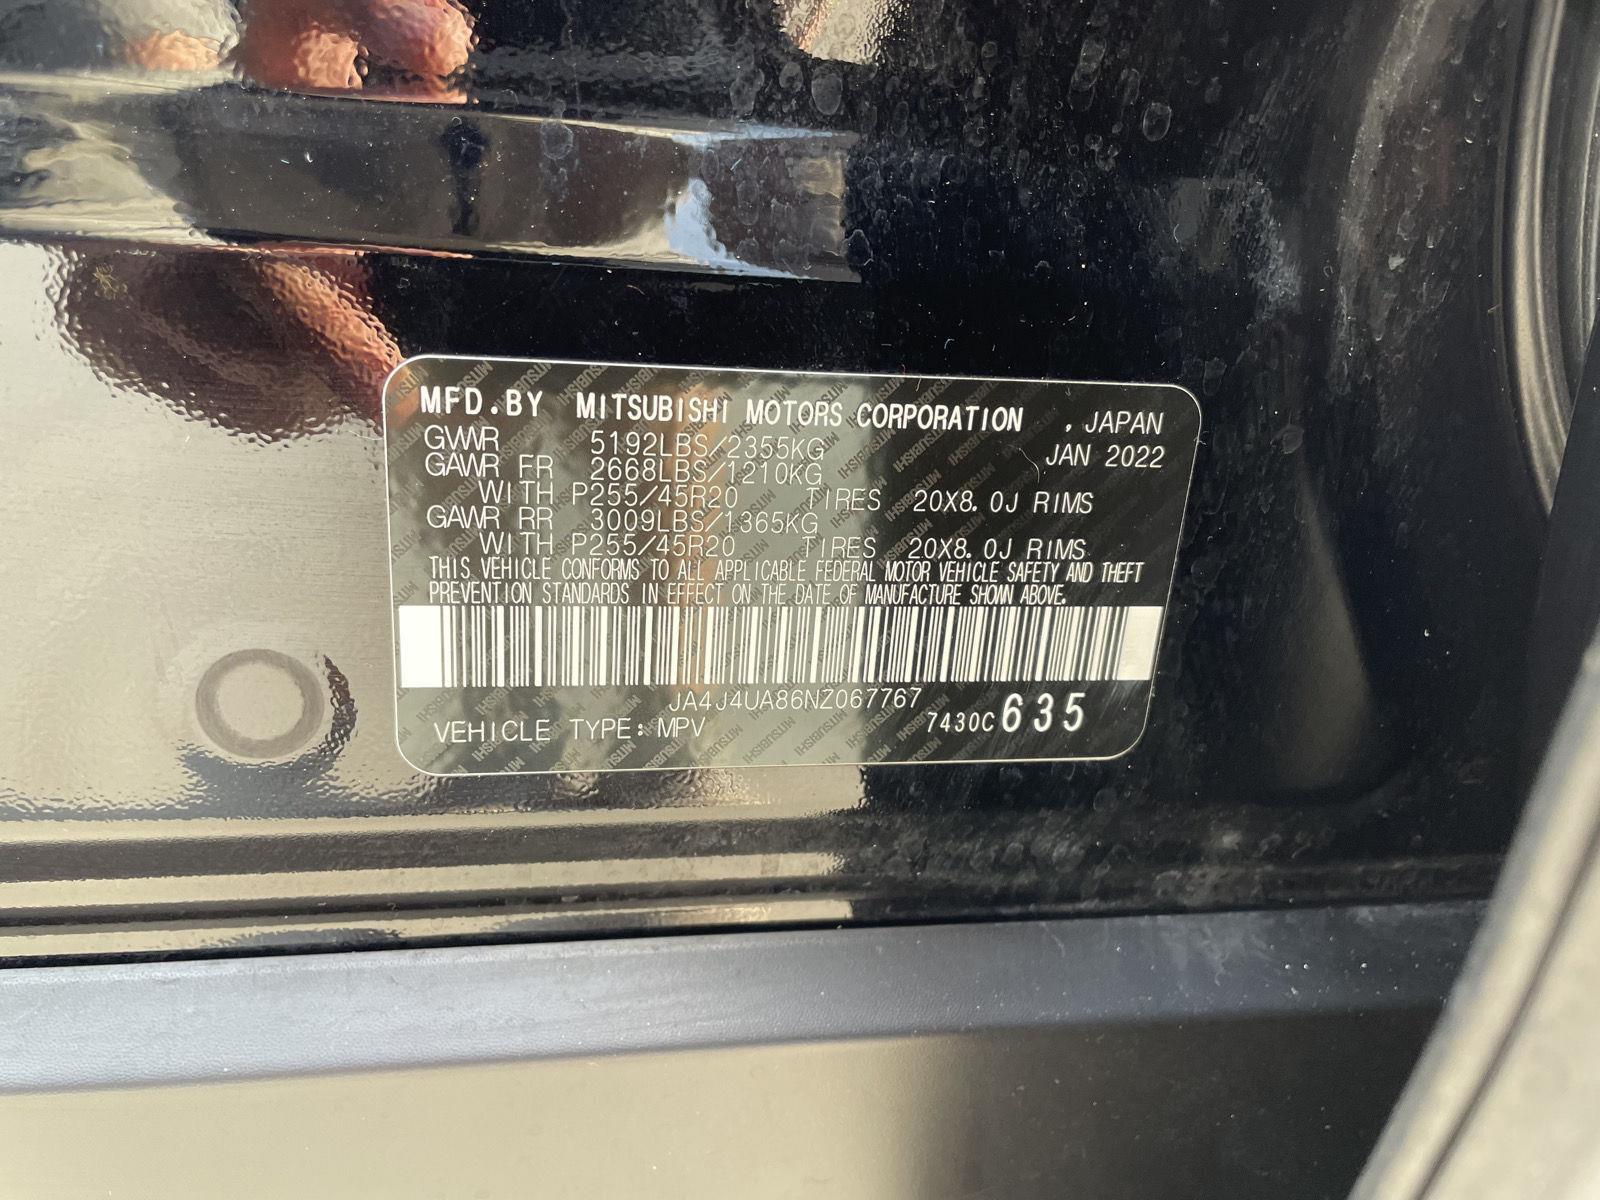 MFD.BY MITSUBISHI MOTORS CORPORATION , JAPAN
GVWR 5192LBS/2355KG JAN 2022
GAWR FR 2668LBS/1210KG
WITH P255/45R20 TIRES 20X8.0J RIMS
GAWR RR 3009LBS/1365KG
WITH P255/45R20 TIRES 20X8.0J RIMS
THIS VEHICLE CONFORMS TO ALL APPLICABLE FEDERAL MOTOR VEHICLE SAFETY AND THEFT
PREVENTION STANDARDS IN EFFECT ON THE DATE OF MANUFACTURE SHOWN ABOVE.
JA4J4UA86NZ067767
VEHICLE TYPE: MPV 7430C 635